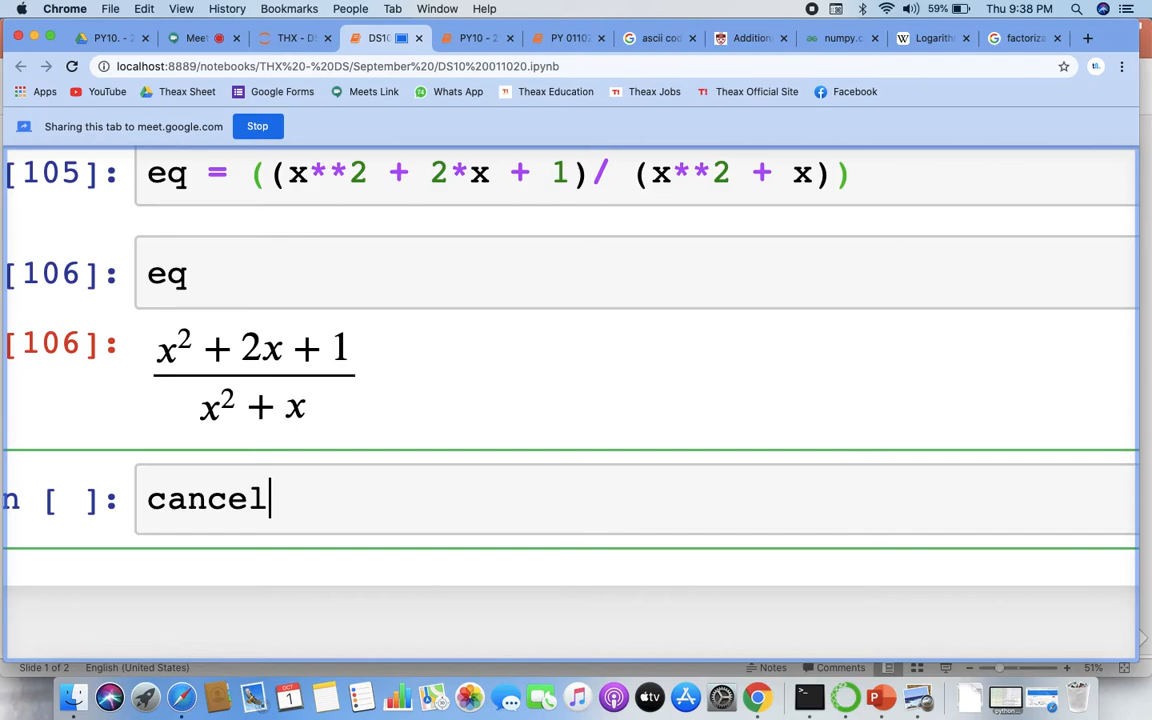 Chrome File Edit View History Bookmarks People Tab Window Help 59% Thu 9:38 PM
PY10. - 2 Meet THX - DS DS10 PY10 - 2 PY 01102 ascii cod Addition numpy.c Logarith factoriza
localhost:8889/notebooks/THX%20-%20DS/September%20/DS10%20011020.ipynb
Apps YouTube Theax Sheet Google Forms Meets Link Whats App Theax Education Theax Jobs Theax Official Site Facebook
Sharing this tab to meet.google.com Stop
[105]: eq = ((x**2 + 2*x + 1)/ (x**2 + x))
[106]: eq
[106]: x² + 2x + 1
x² + x
n [ ]: cancel
Slide 1 of 2 English (United States) Notes Comments 51%